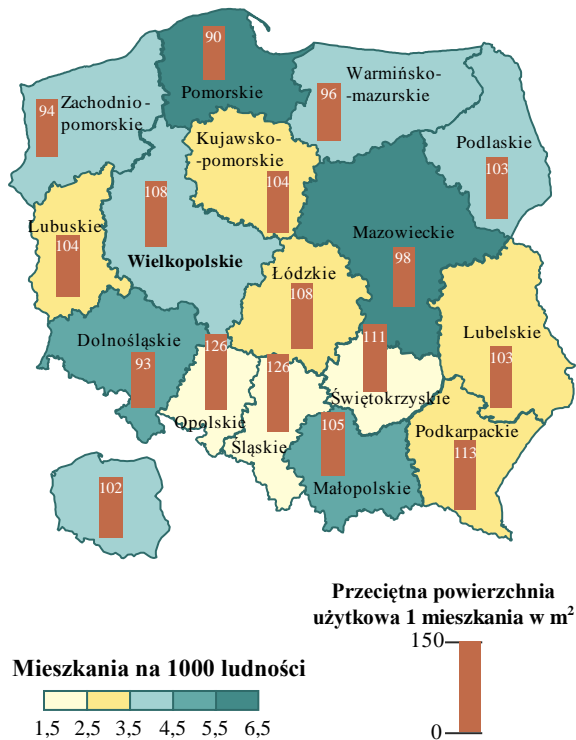 90
Pomorskie
94
Zachodnio-
pomorskie
96
Warmińsko-
-mazurskie
Kujawsko-
-pomorskie
104
Podlaskie
103
108
Wielkopolskie
Lubuskie
104
Mazowieckie
98
Łódzkie
108
Dolnośląskie
93
126
Opolskie
126
Śląskie
111
Świętokrzyskie
Lubelskie
103
105
Małopolskie
Podkarpackie
113
102
Przeciętna powierzchnia
użytkowa 1 mieszkania w m²
150
0
Mieszkania na 1000 ludności
1,5 2,5 3,5 4,5 5,5 6,5